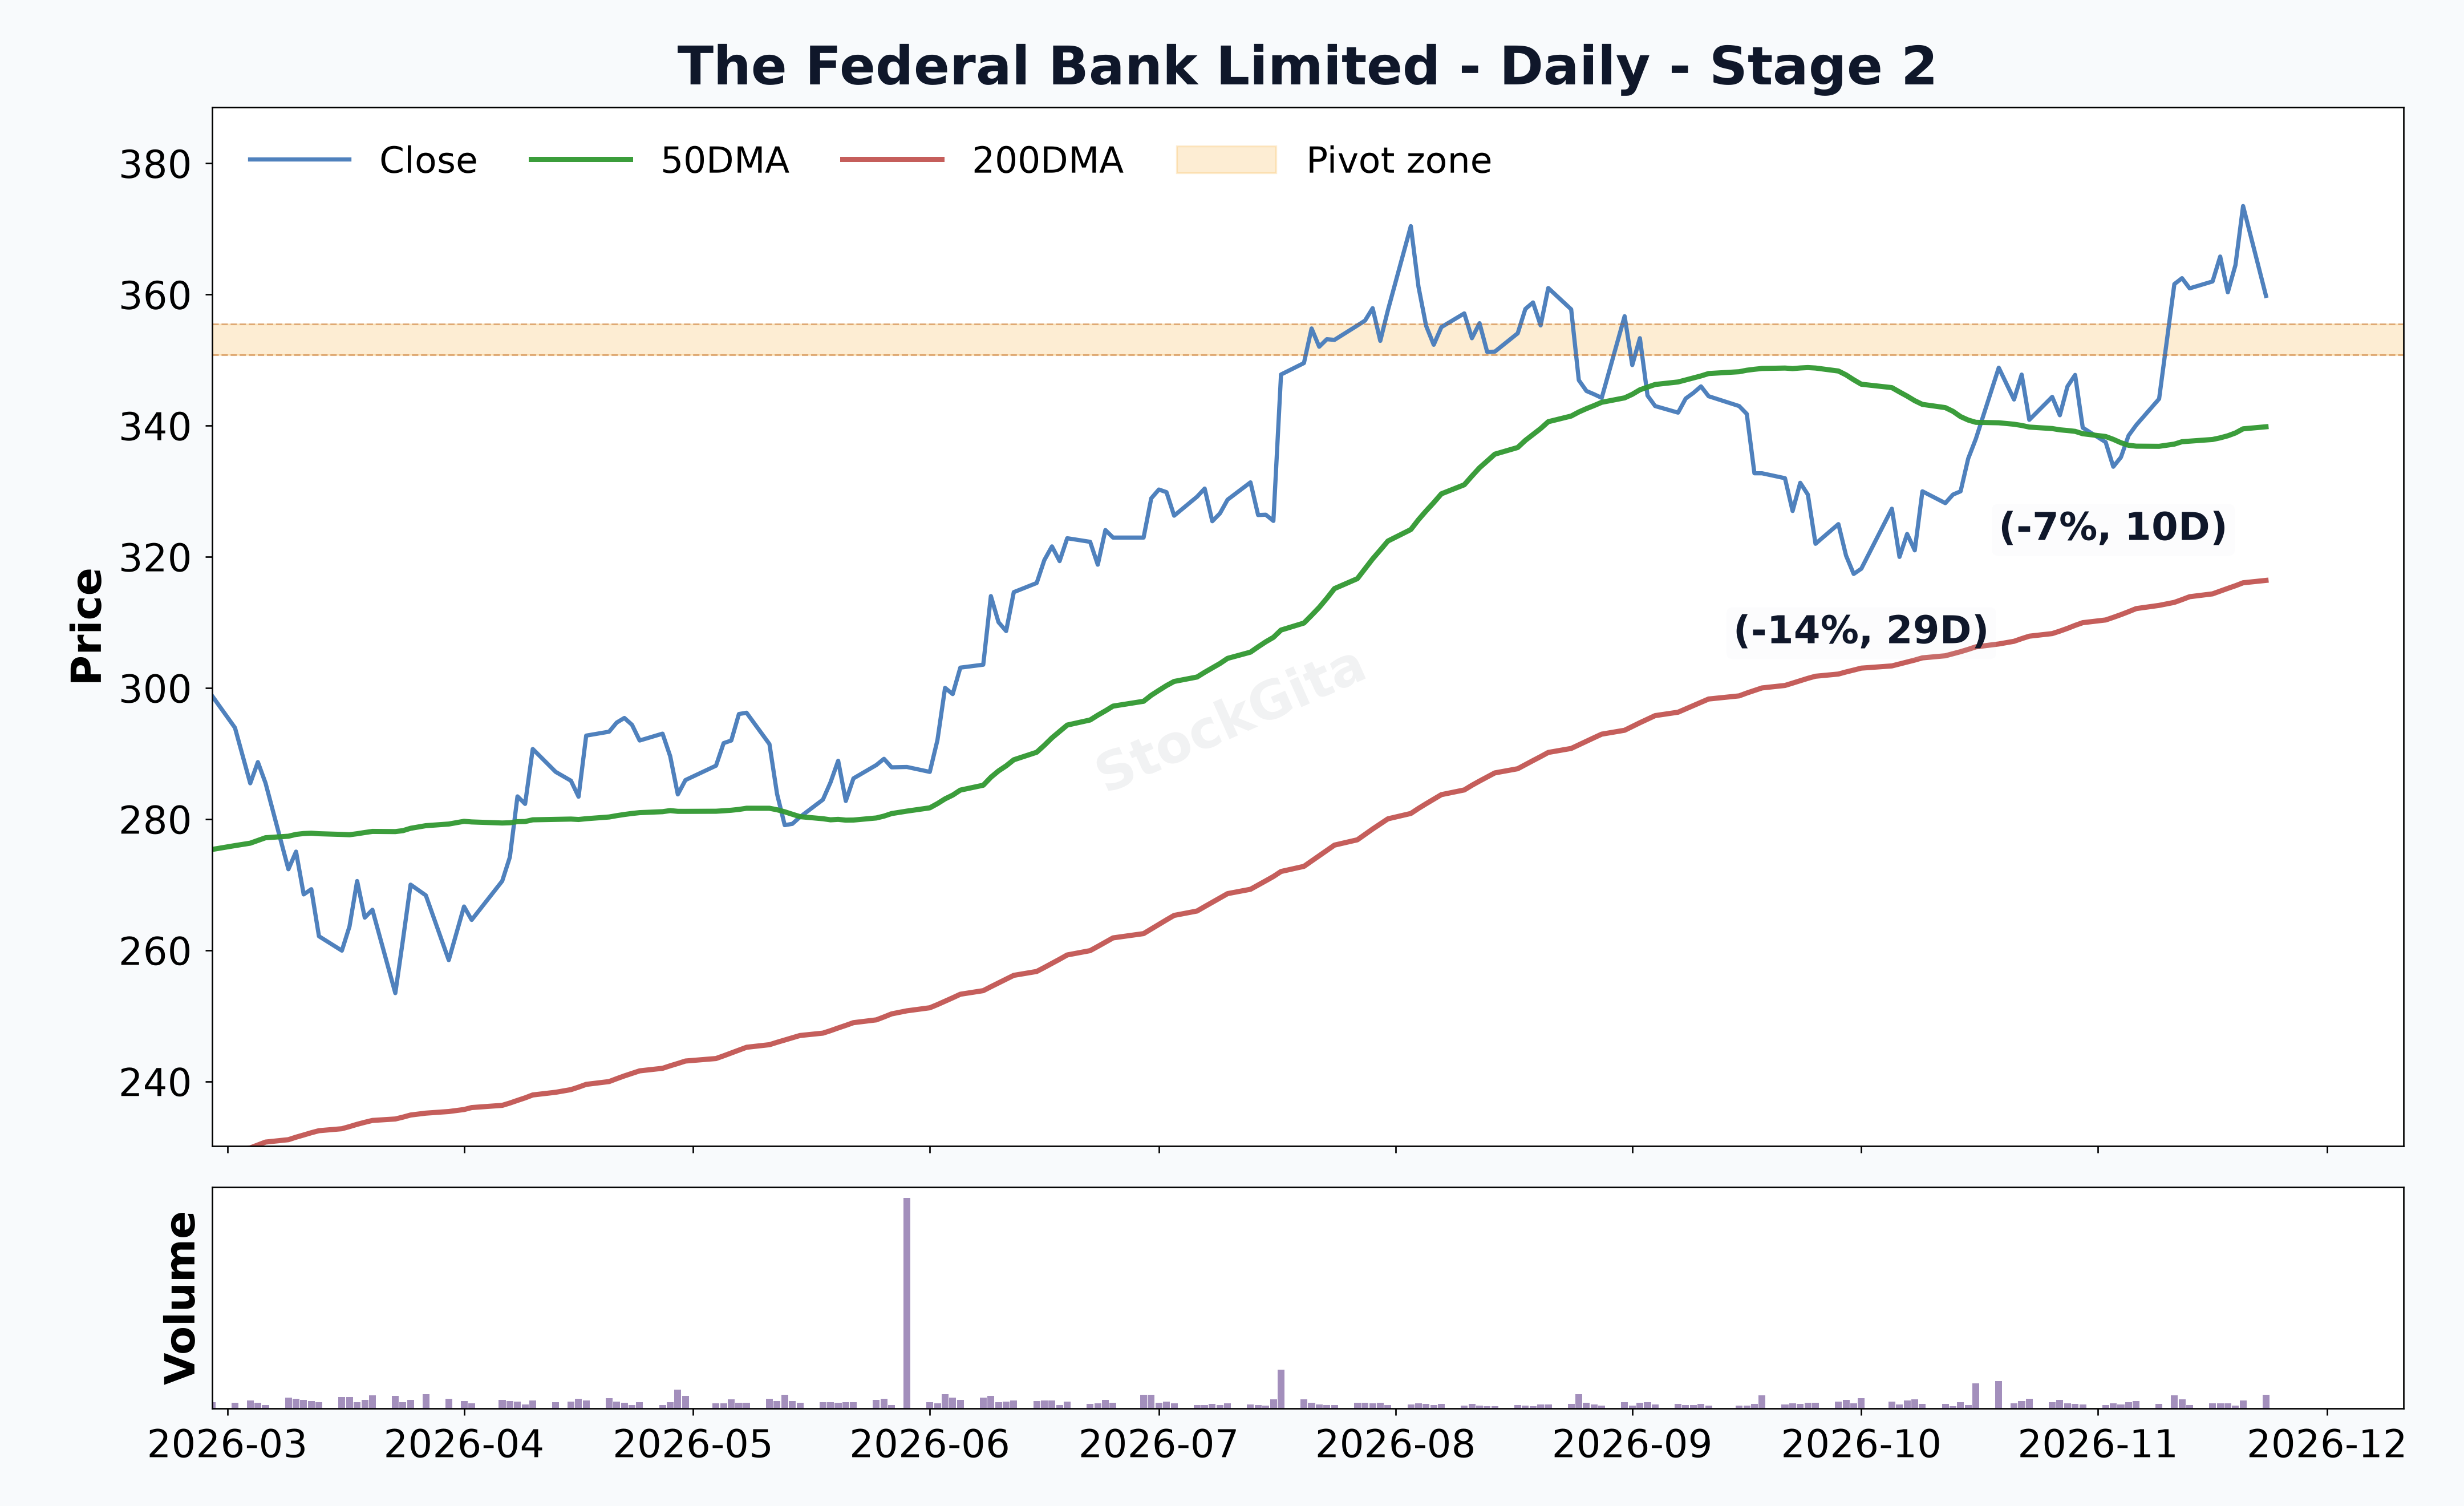 The Federal Bank Limited - Daily - Stage 2
Close 50DMA 200DMA Pivot zone
380
360
340
320
300
280
260
240
Price
(-7%, 10D)
(-14%, 29D)
StockGita
Volume
2026-03 2026-04 2026-05 2026-06 2026-07 2026-08 2026-09 2026-10 2026-11 2026-12